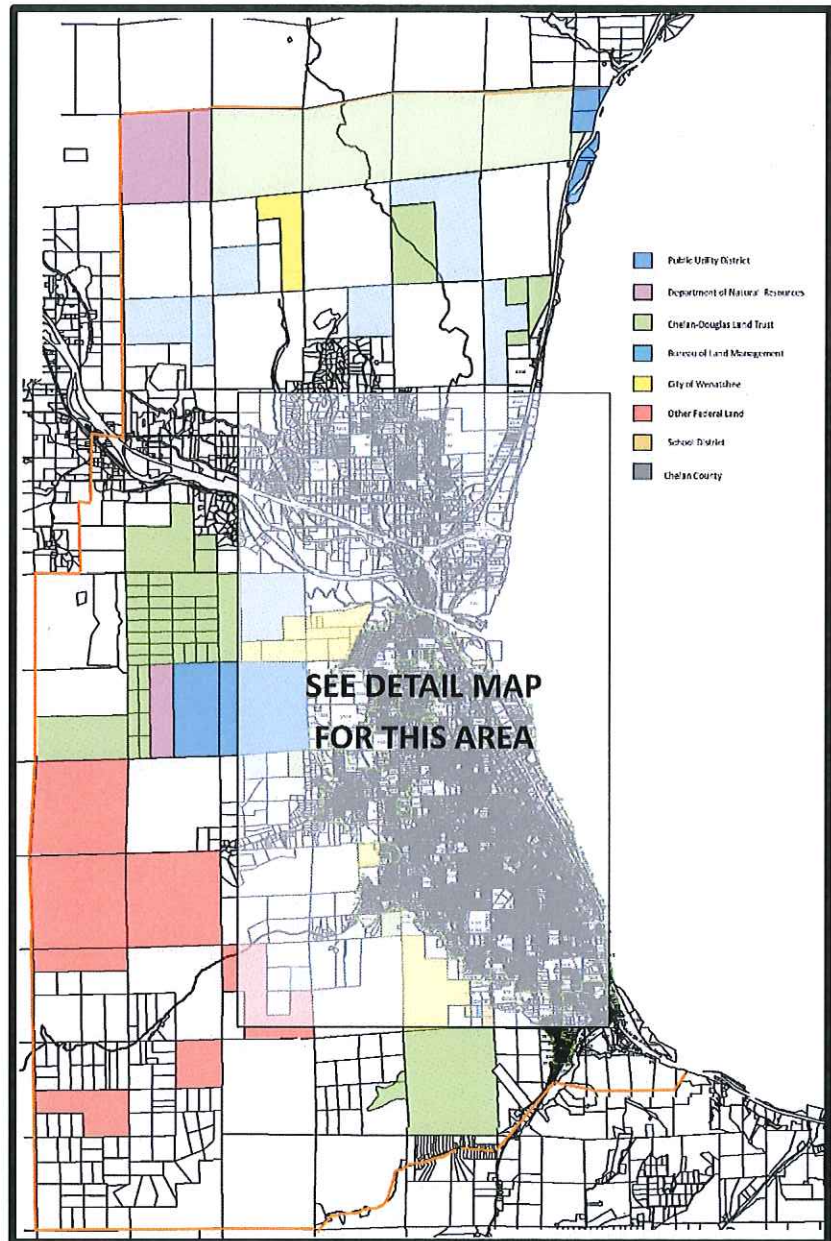 Public Utility District
Department of Natural Resources
Chelan-Douglas Land Trust
Bureau of Land Management
City of Wenatchee
Other Federal Land
School District
Chelan County
SEE DETAIL MAP
FOR THIS AREA